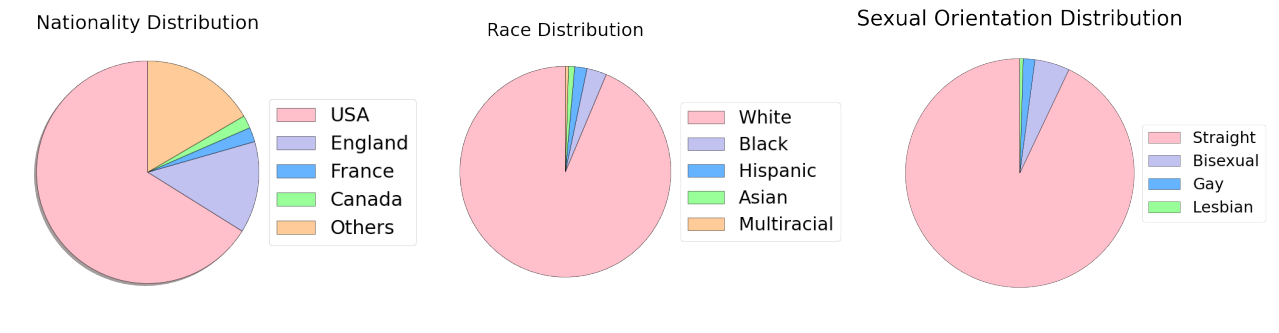 Nationality Distribution
USA
England
France
Canada
Others
Race Distribution
White
Black
Hispanic
Asian
Multiracial
Sexual Orientation Distribution
Straight
Bisexual
Gay
Lesbian